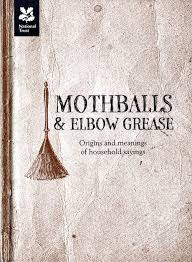 National
Trust
MOTHBALLS
& ELBOW GREASE
Origins and meanings
of household sayings